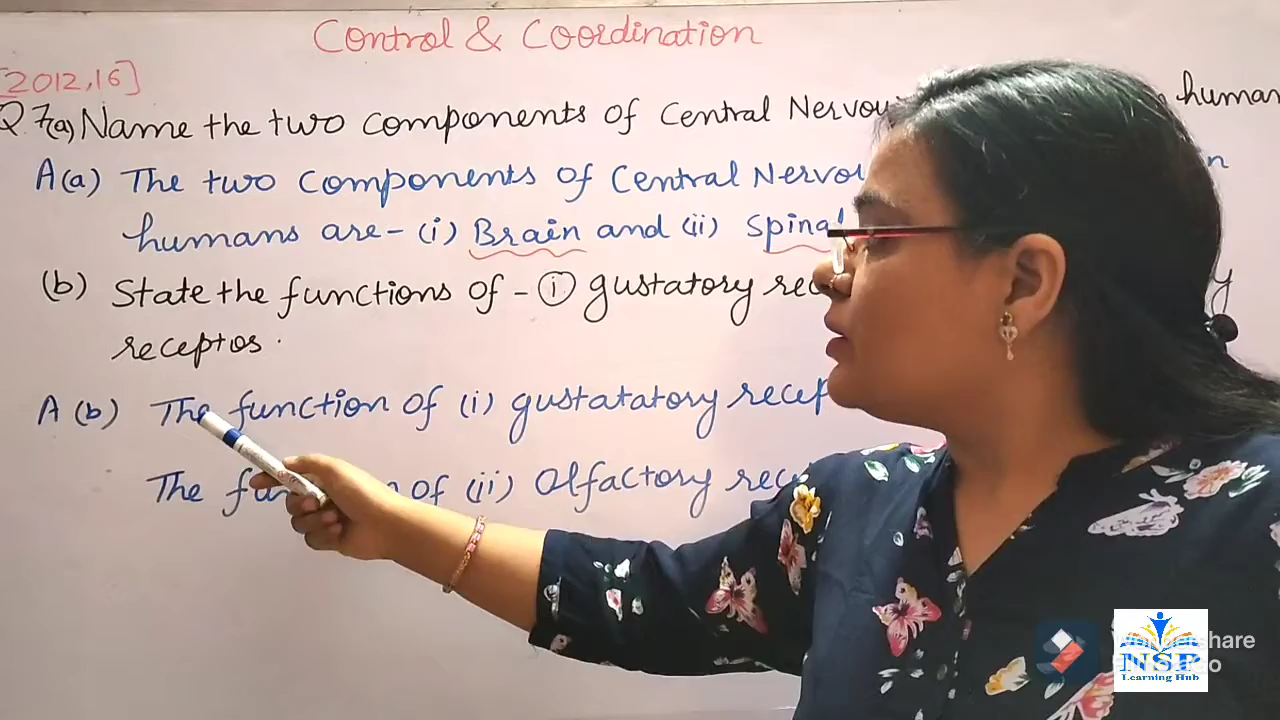 Control & Coordination
[2012,16]
Q 7(a) Name the two components of Central Nervou human
A(a) The two components of Central Nervou n
humans are - (i) Brain and (ii) Spinal
(b) State the functions of - (i) gustatory rec y
receptos.
A (b) The function of (i) gustatatory recep
The fun n of (ii) Olfactory rec
Wondershare
NSP
Learning Hub